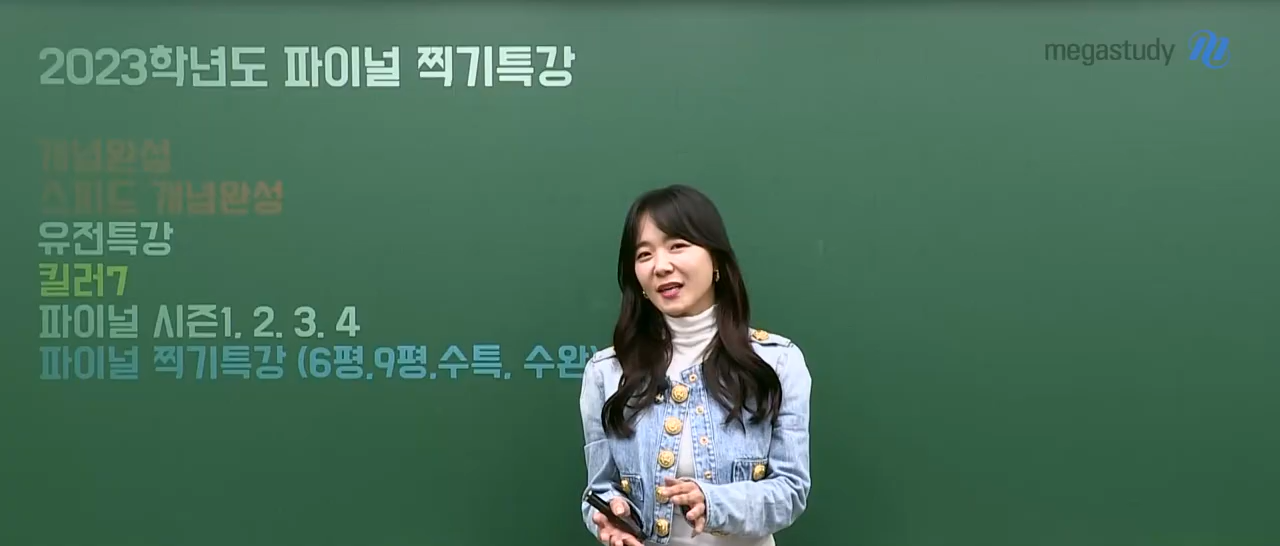 2023학년도 파이널 찍기특강
megastudy
개념완성
스피드 개념완성
유전특강
킬러7
파이널 시즌1, 2. 3. 4
파이널 찍기특강 (6평,9평,수특, 수완)